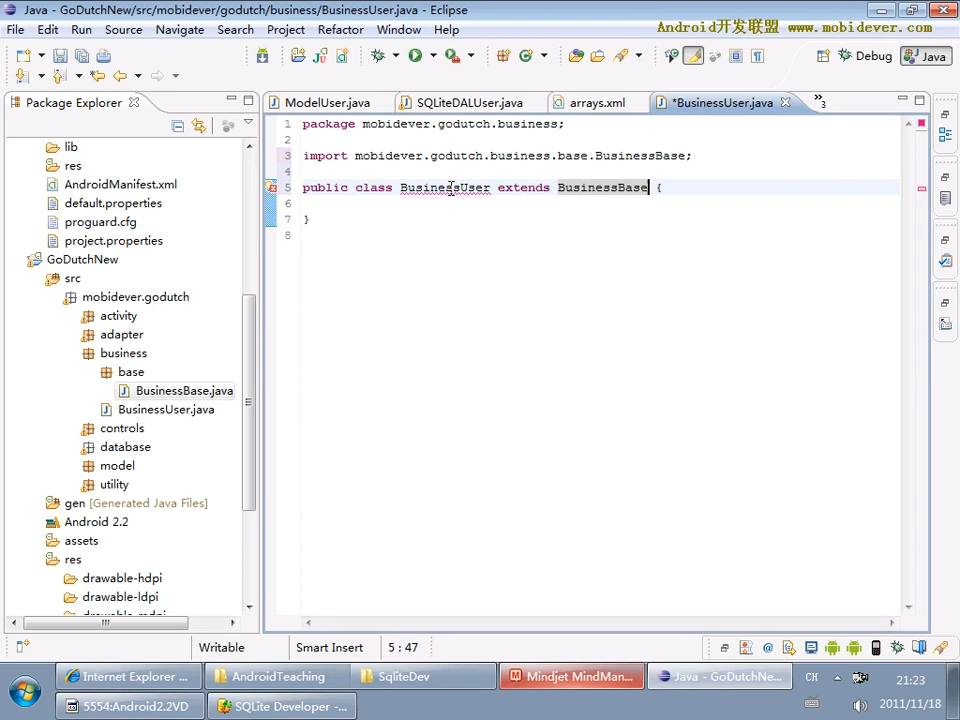 Java - GoDutchNew/src/mobidever/godutch/business/BusinessUser.java - Eclipse
File Edit Run Source Navigate Search Project Refactor Window Help
Android开发联盟 www.mobidever.com
Debug Java
Package Explorer
ModelUser.java SQLiteDALUser.java arrays.xml *BusinessUser.java 3
lib
res
AndroidManifest.xml
default.properties
proguard.cfg
project.properties
GoDutchNew
src
mobidever.godutch
activity
adapter
business
base
BusinessBase.java
BusinessUser.java
controls
database
model
utility
gen [Generated Java Files]
Android 2.2
assets
res
drawable-hdpi
drawable-ldpi
1 package mobidever.godutch.business;
2
3 import mobidever.godutch.business.base.BusinessBase;
4
5 public class BusinessUser extends BusinessBase {
6
7 }
8
Writable Smart Insert 5 : 47
Internet Explorer ... AndroidTeaching SqliteDev Mindjet MindMan... Java - GoDutchNe... CH 21:23
5554:Android2.2VD SQLite Developer -... 2011/11/18